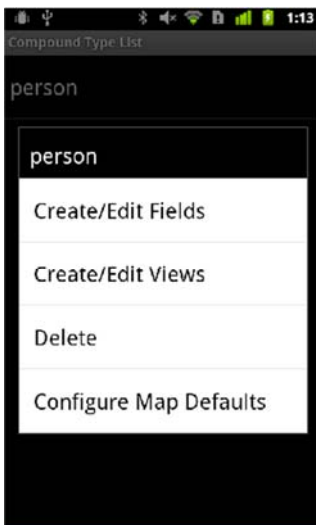 1:13
Compound Type List
person
person
Create/Edit Fields
Create/Edit Views
Delete
Configure Map Defaults